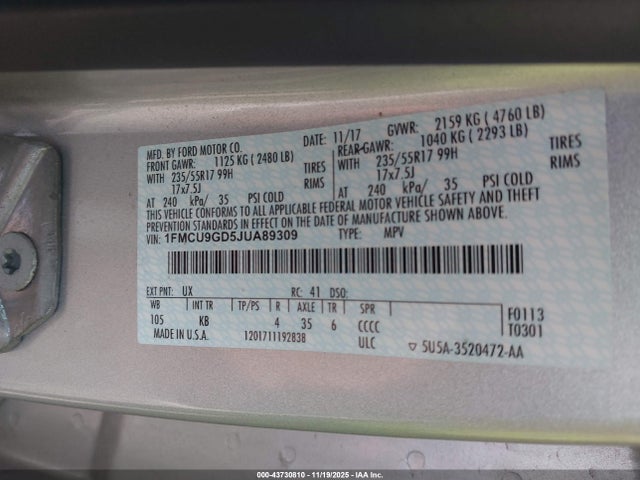 MFD. BY FORD MOTOR CO. DATE: 11/17 GVWR: 2159 KG ( 4760 LB)
FRONT GAWR: 1125 KG ( 2480 LB) REAR GAWR: 1040 KG ( 2293 LB)
WITH 235/55R17 99H TIRES WITH 235/55R17 99H TIRES
17x7.5J RIMS 17x7.5J RIMS
AT 240 kPa/ 35 PSI COLD AT 240 kPa/ 35 PSI COLD
THIS VEHICLE CONFORMS TO ALL APPLICABLE FEDERAL MOTOR VEHICLE SAFETY AND THEFT
PREVENTION STANDARDS IN EFFECT ON THE DATE OF MANUFACTURE SHOWN ABOVE.
VIN: 1FMCU9GD5JUA89309 TYPE: MPV
EXT PNT: UX RC: 41 DSO:
WB INT TR TP/PS R AXLE TR SPR F0113
105 KB 4 35 6 CCCC T0301
MADE IN U.S.A. 1201711192838 ULC ▽ 5U5A-3520472-AA
000-43730810 - 11/19/2025 - IAA Inc.